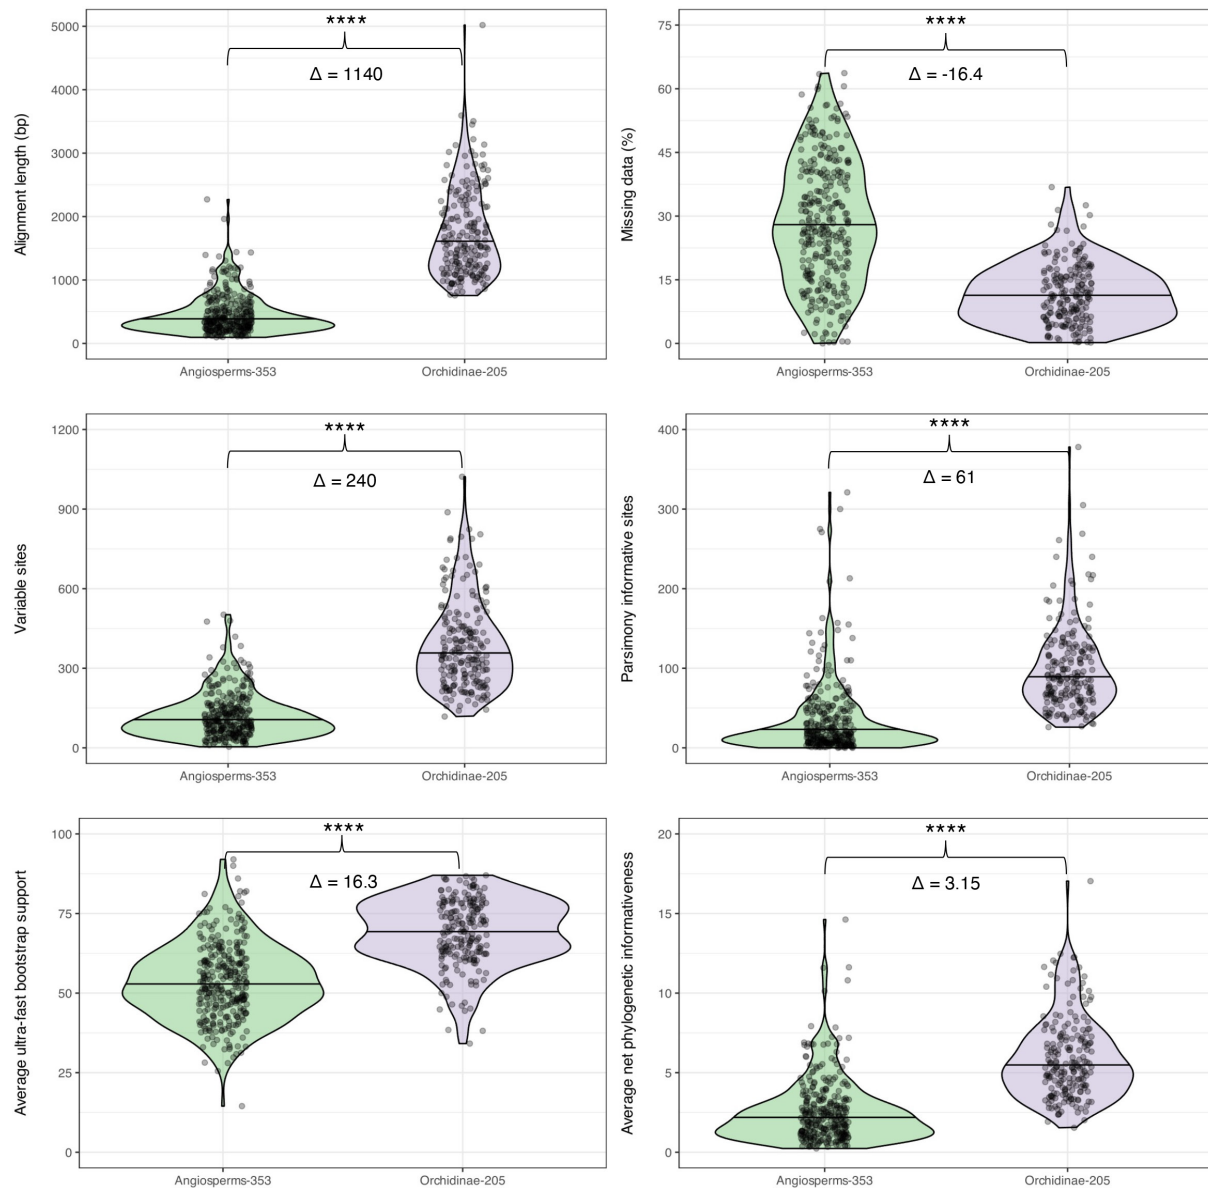 ****
Δ = 1140
Alignment length (bp)
5000
4000
3000
2000
1000
0
Angiosperms-353
Orchidinae-205
****
Δ = -16.4
Missing data (%)
75
60
45
30
15
0
Angiosperms-353
Orchidinae-205
****
Δ = 240
Variable sites
1200
900
600
300
0
Angiosperms-353
Orchidinae-205
****
Δ = 61
Parsimony informative sites
400
300
200
100
0
Angiosperms-353
Orchidinae-205
****
Δ = 16.3
Average ultra-fast bootstrap support
100
75
50
25
0
Angiosperms-353
Orchidinae-205
****
Δ = 3.15
Average net phylogenetic informativeness
20
15
10
5
0
Angiosperms-353
Orchidinae-205